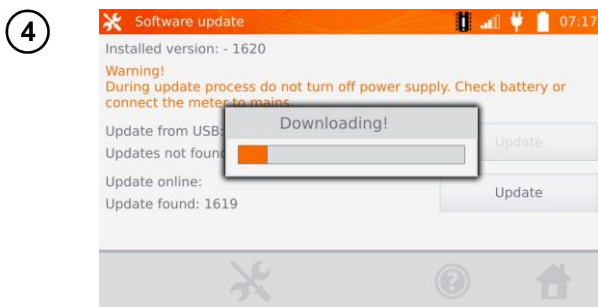 4
Software update
07:17
Installed version: - 1620
Warning!
During update process do not turn off power supply. Check battery or
connect the meter to mains.
Downloading!
Update from USB:
Update
Updates not found
Update online:
Update
Update found: 1619